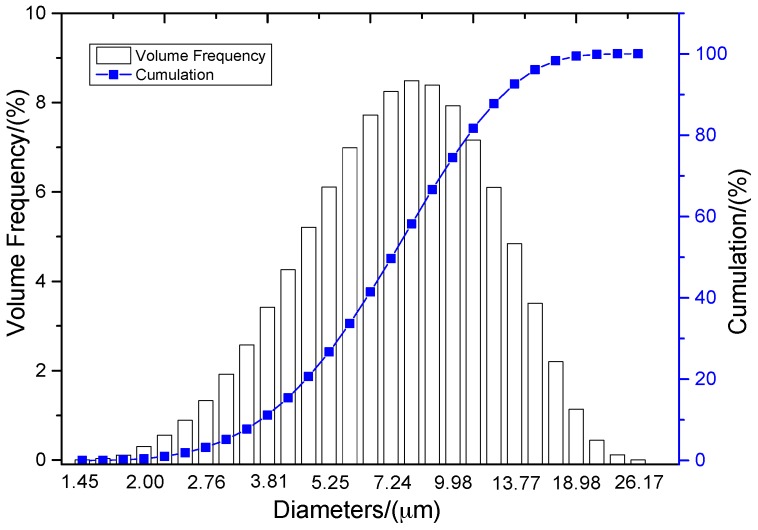 10
8
6
4
2
0
Volume Frequency/(%)
Volume Frequency
Cumulation
100
80
60
40
20
0
Cumulation/(%)
1.45 2.00 2.76 3.81 5.25 7.24 9.98 13.77 18.98 26.17
Diameters/(μm)